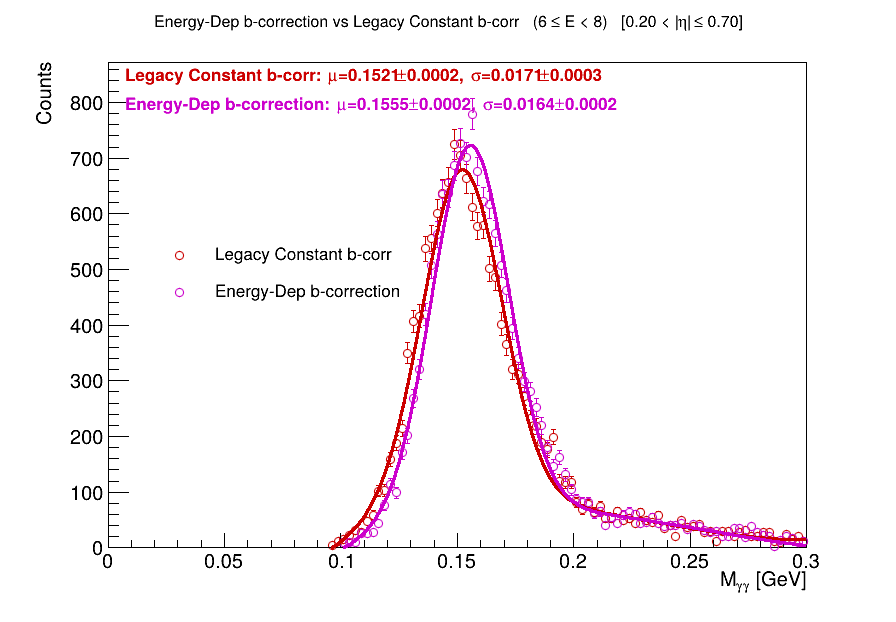 Energy-Dep b-correction vs Legacy Constant b-corr (6 ≤ E < 8) [0.20 < |η| ≤ 0.70]
Counts
Legacy Constant b-corr: μ=0.1521±0.0002, σ=0.0171±0.0003
Energy-Dep b-correction: μ=0.1555±0.0002, σ=0.0164±0.0002
800
700
600
500
400
300
200
100
0
Legacy Constant b-corr
Energy-Dep b-correction
0 0.05 0.1 0.15 0.2 0.25 0.3
Mγγ [GeV]